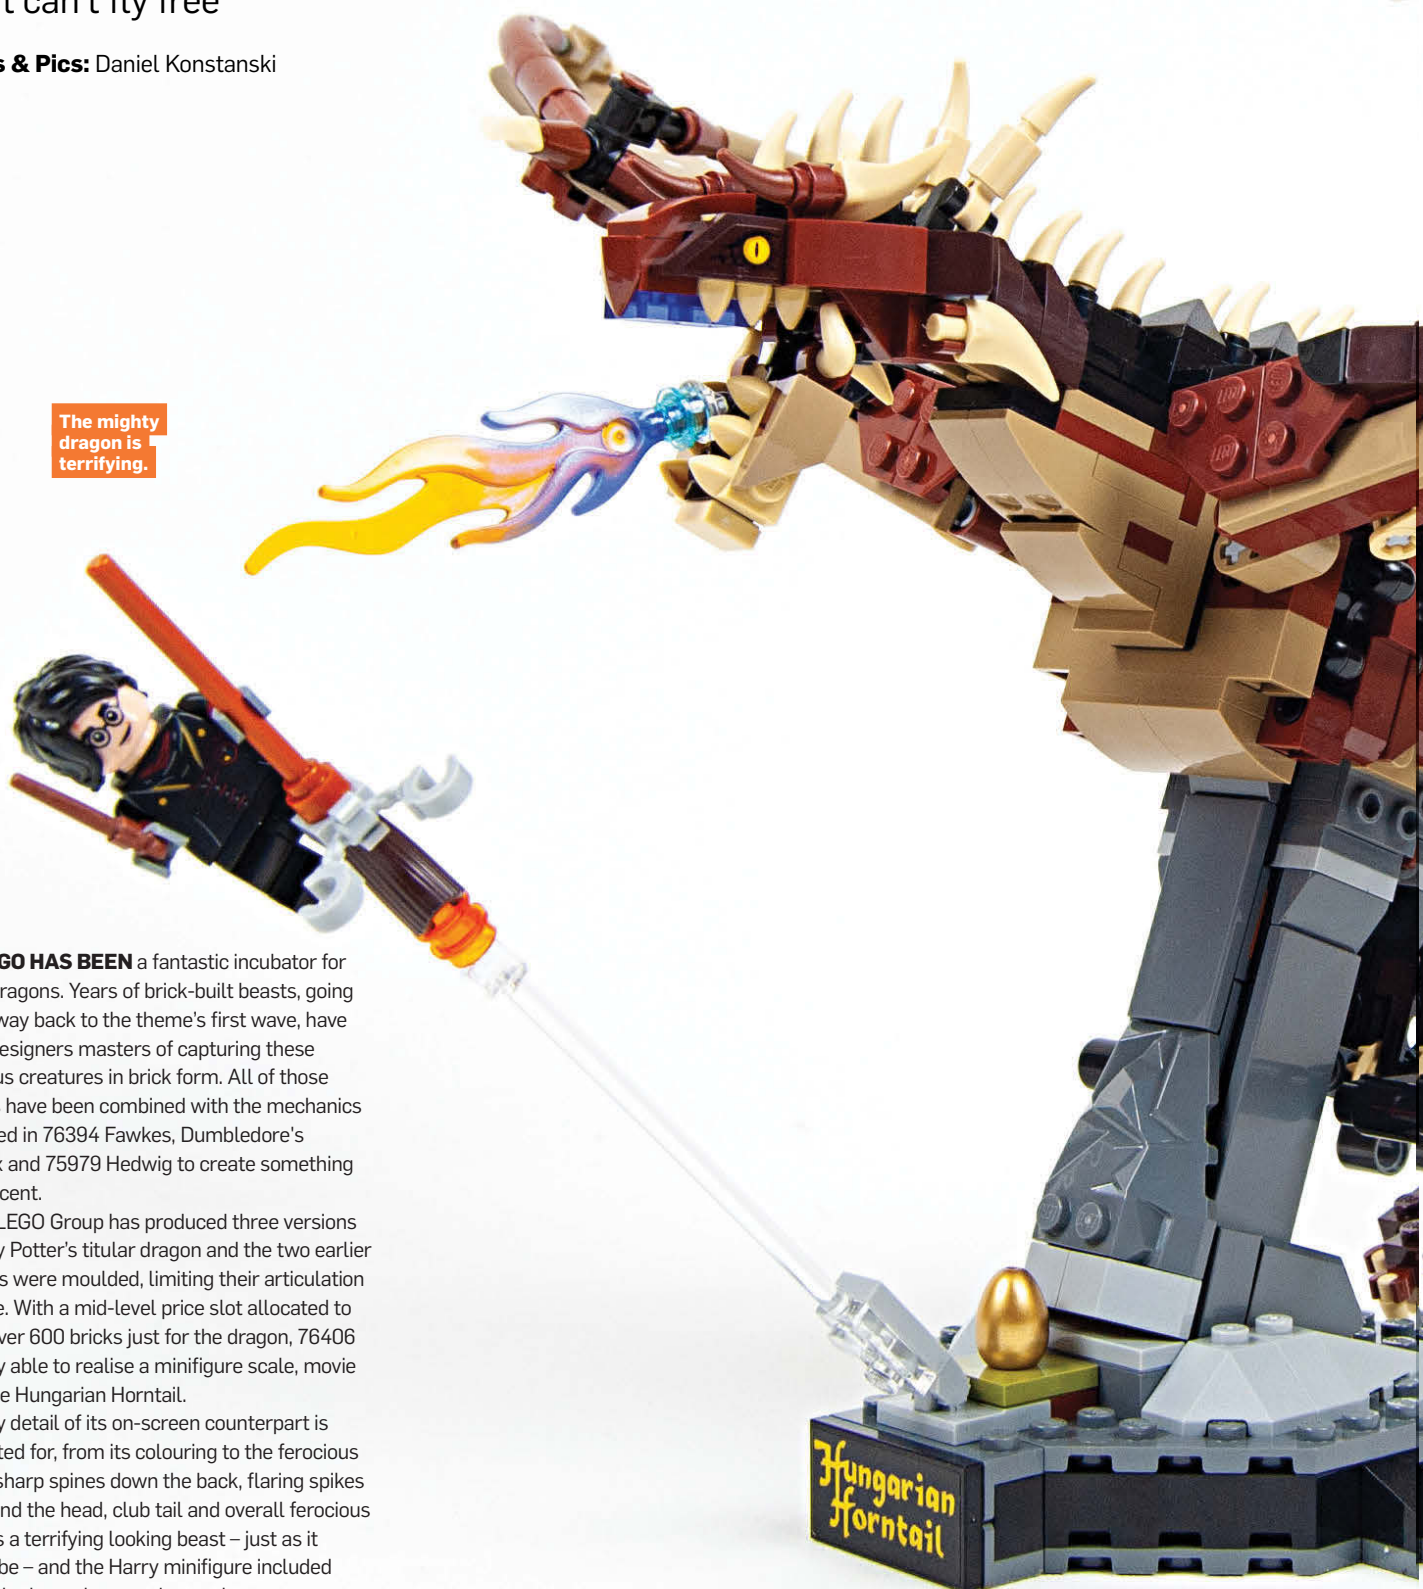 t can't fly free
s & Pics: Daniel Konstanski
The mighty
dragon is
terrifying.
GO HAS BEEN a fantastic incubator for
ragons. Years of brick-built beasts, going
way back to the theme's first wave, have
esigners masters of capturing these
us creatures in brick form. All of those
have been combined with the mechanics
ed in 76394 Fawkes, Dumbledore's
x and 75979 Hedwig to create something
cent.
LEGO Group has produced three versions
y Potter's titular dragon and the two earlier
s were moulded, limiting their articulation
e. With a mid-level price slot allocated to
ver 600 bricks just for the dragon, 76406
y able to realise a minifigure scale, movie
e Hungarian Horntail.
y detail of its on-screen counterpart is
ted for, from its colouring to the ferocious
sharp spines down the back, flaring spikes
nd the head, club tail and overall ferocious
s a terrifying looking beast – just as it
be – and the Harry minifigure included
Hungarian
Horntail